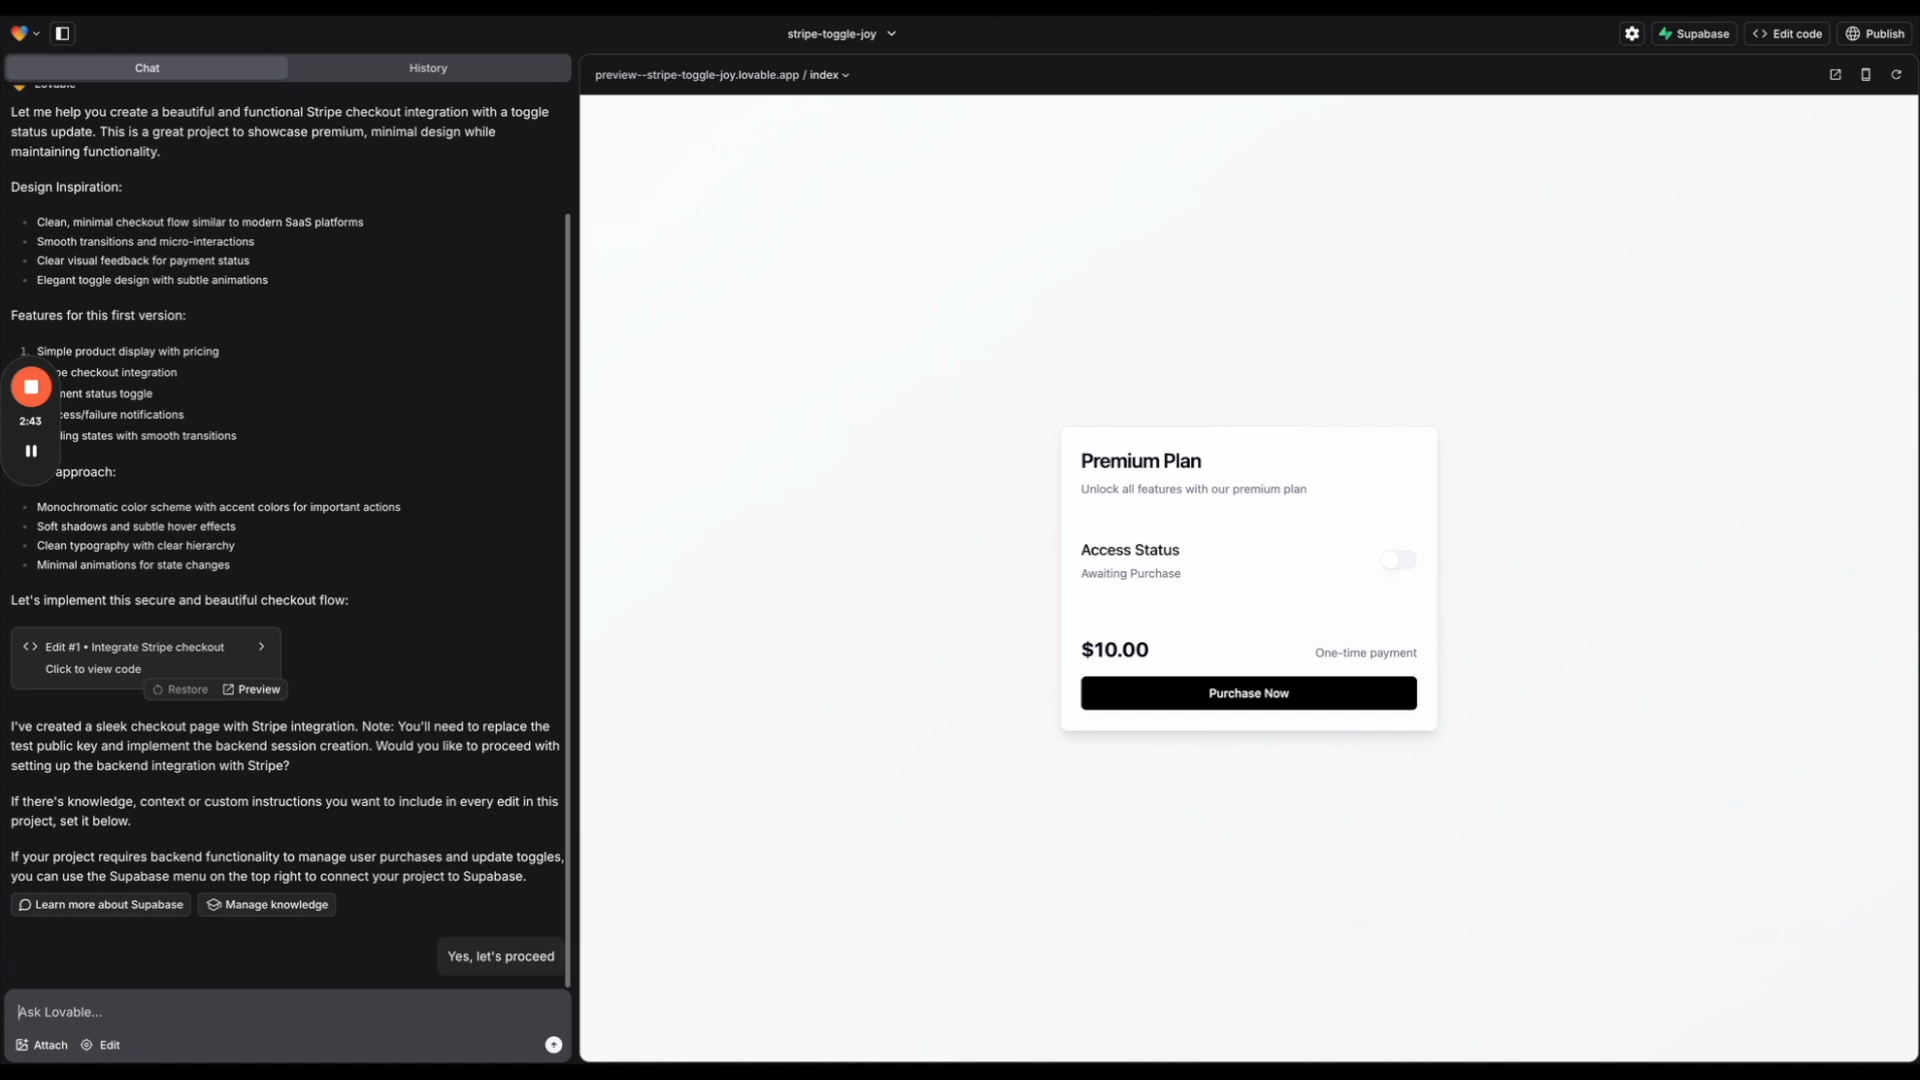 stripe-toggle-joy
Supabase
Edit code
Publish
Chat
History
preview--stripe-toggle-joy.lovable.app / index
Lovable
Let me help you create a beautiful and functional Stripe checkout integration with a toggle
status update. This is a great project to showcase premium, minimal design while
maintaining functionality.
Design Inspiration:
Clean, minimal checkout flow similar to modern SaaS platforms
Smooth transitions and micro-interactions
Clear visual feedback for payment status
Elegant toggle design with subtle animations
Features for this first version:
1. Simple product display with pricing
pe checkout integration
ment status toggle
cess/failure notifications
ding states with smooth transitions
approach:
2:43
Monochromatic color scheme with accent colors for important actions
Soft shadows and subtle hover effects
Clean typography with clear hierarchy
Minimal animations for state changes
Let's implement this secure and beautiful checkout flow:
Edit #1 • Integrate Stripe checkout
Click to view code
Restore
Preview
I've created a sleek checkout page with Stripe integration. Note: You'll need to replace the
test public key and implement the backend session creation. Would you like to proceed with
setting up the backend integration with Stripe?
If there's knowledge, context or custom instructions you want to include in every edit in this
project, set it below.
If your project requires backend functionality to manage user purchases and update toggles,
you can use the Supabase menu on the top right to connect your project to Supabase.
Learn more about Supabase
Manage knowledge
Yes, let's proceed
Ask Lovable...
Attach
Edit
Premium Plan
Unlock all features with our premium plan
Access Status
Awaiting Purchase
$10.00
One-time payment
Purchase Now